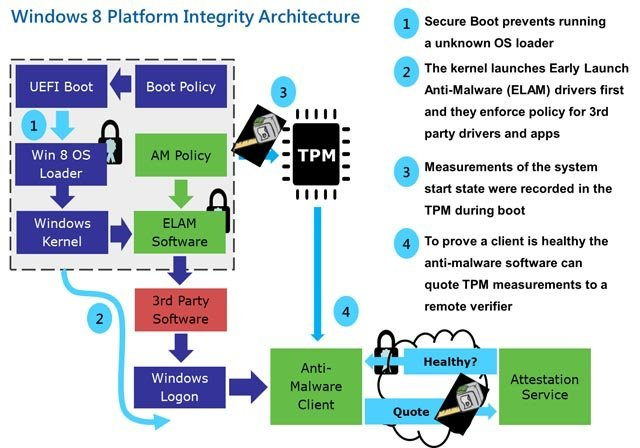 Windows 8 Platform Integrity Architecture
UEFI Boot
Boot Policy
1
Win 8 OS
Loader
AM Policy
Windows
Kernel
ELAM
Software
3
TPM
2
3rd Party
Software
Windows
Logon
4
Anti-
Malware
Client
Healthy?
Quote
Attestation
Service
1
Secure Boot prevents running
a unknown OS loader
2
The kernel launches Early Launch
Anti-Malware (ELAM) drivers first
and they enforce policy for 3rd
party drivers and apps
3
Measurements of the system
start state were recorded in the
TPM during boot
4
To prove a client is healthy the
anti-malware software can
quote TPM measurements to a
remote verifier